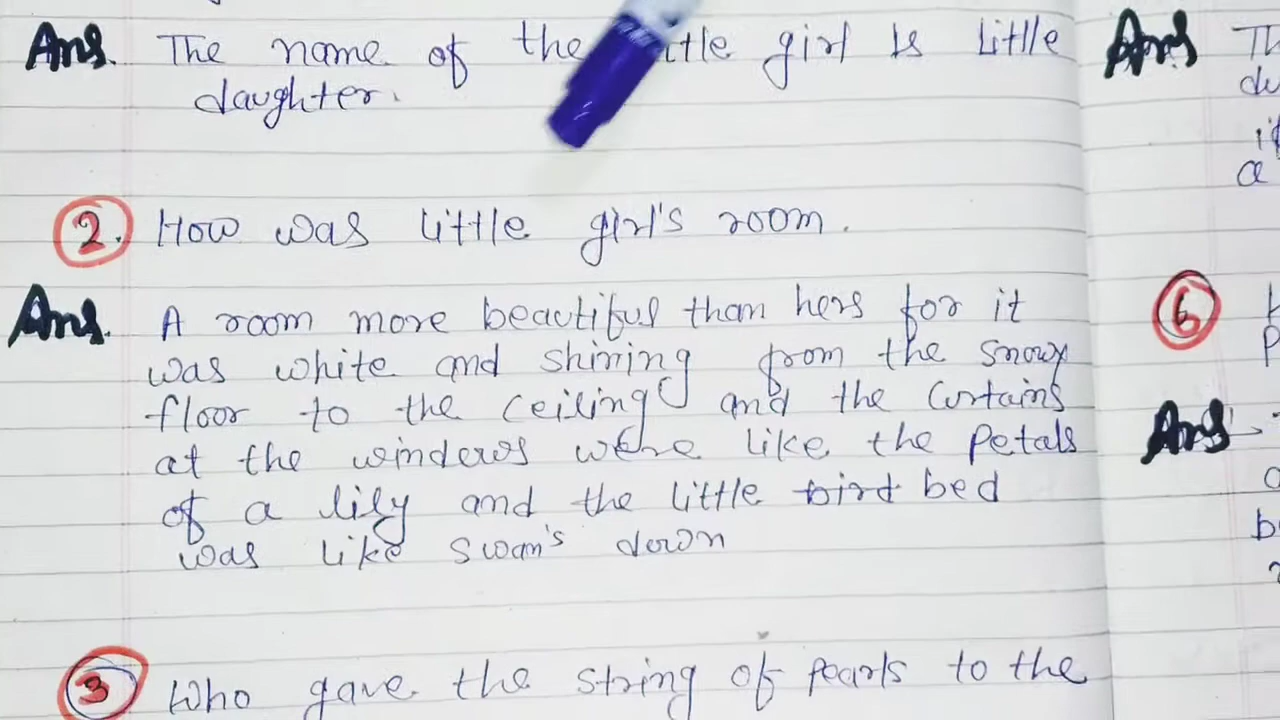 Ans. The name of the girl is Little
daughter.
2. How was little girl's room.
Ans. A room more beautiful than hers for it
was white and shining from the snowy
floor to the ceiling and the curtains
at the windows were like the petals
of a lily and the little bird bed
was like swan's down
3 Who gave the string of pearls to the
Ans
a
6
Ans